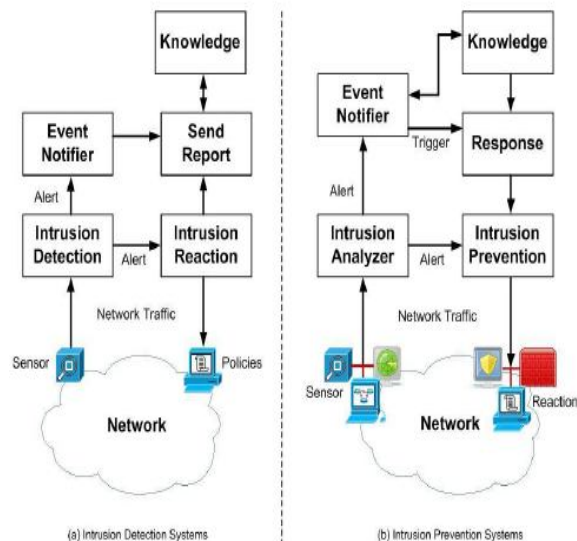 Knowledge
Event
Notifier
Send
Report
Alert
Intrusion
Detection
Alert
Intrusion
Reaction
Network Traffic
Sensor
Policies
Network
(a) Intrusion Detection Systems
Knowledge
Event
Notifier
Trigger
Response
Alert
Intrusion
Analyzer
Alert
Intrusion
Prevention
Network Traffic
Sensor
Reaction
Network
(b) Intrusion Prevention Systems